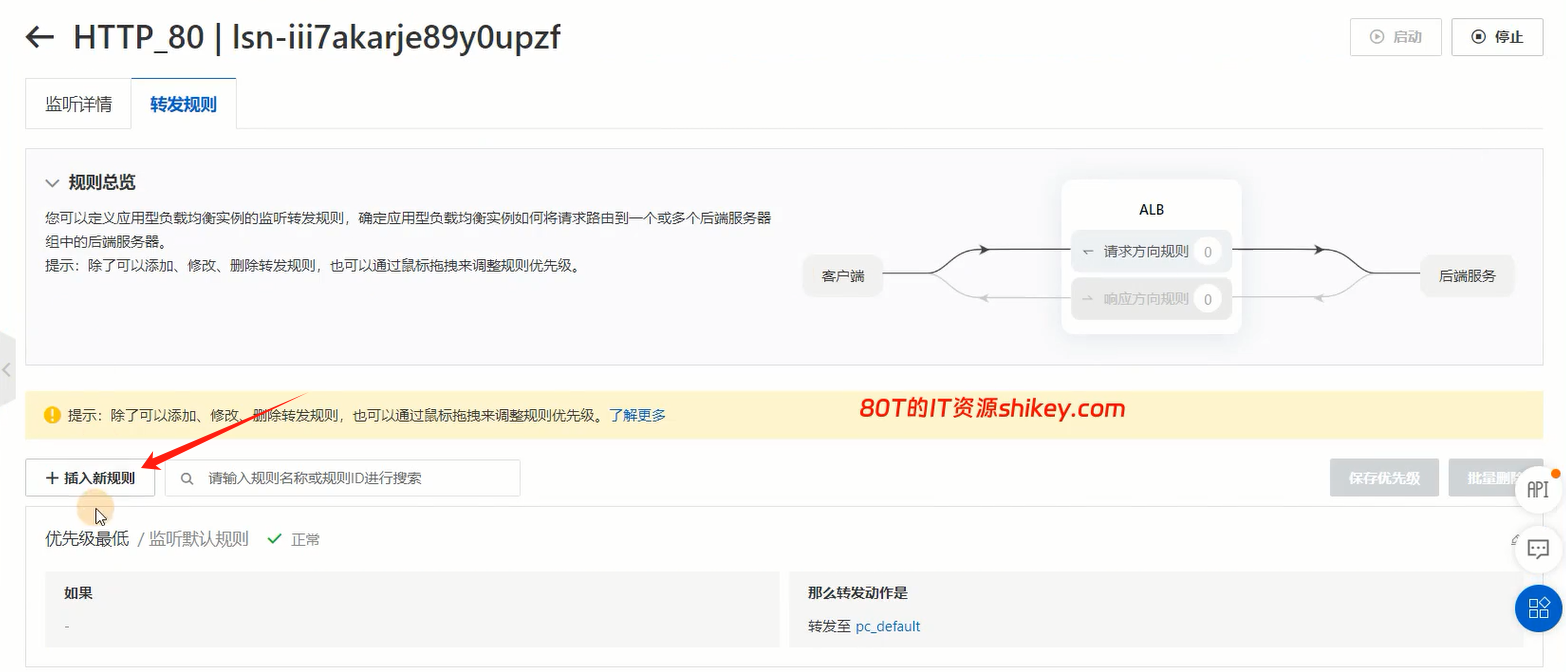 HTTP_80 | lsn-iii7akarje89y0upzf
启动
停止
监听详情
转发规则
规则总览
您可以定义应用型负载均衡实例的监听转发规则，确定应用型负载均衡实例如何将请求路由到一个或多个后端服务器
组中的后端服务器。
提示：除了可以添加、修改、删除转发规则，也可以通过鼠标拖拽来调整规则优先级。
ALB
请求方向规则 0
客户端
后端服务
响应方向规则 0
提示：除了可以添加、修改、删除转发规则，也可以通过鼠标拖拽来调整规则优先级。了解更多
80T的IT资源shikey.com
插入新规则
请输入规则名称或规则ID进行搜索
保存优先级
批量删除
API
优先级最低 / 监听默认规则
正常
如果
-
那么转发动作是
转发至 pc_default